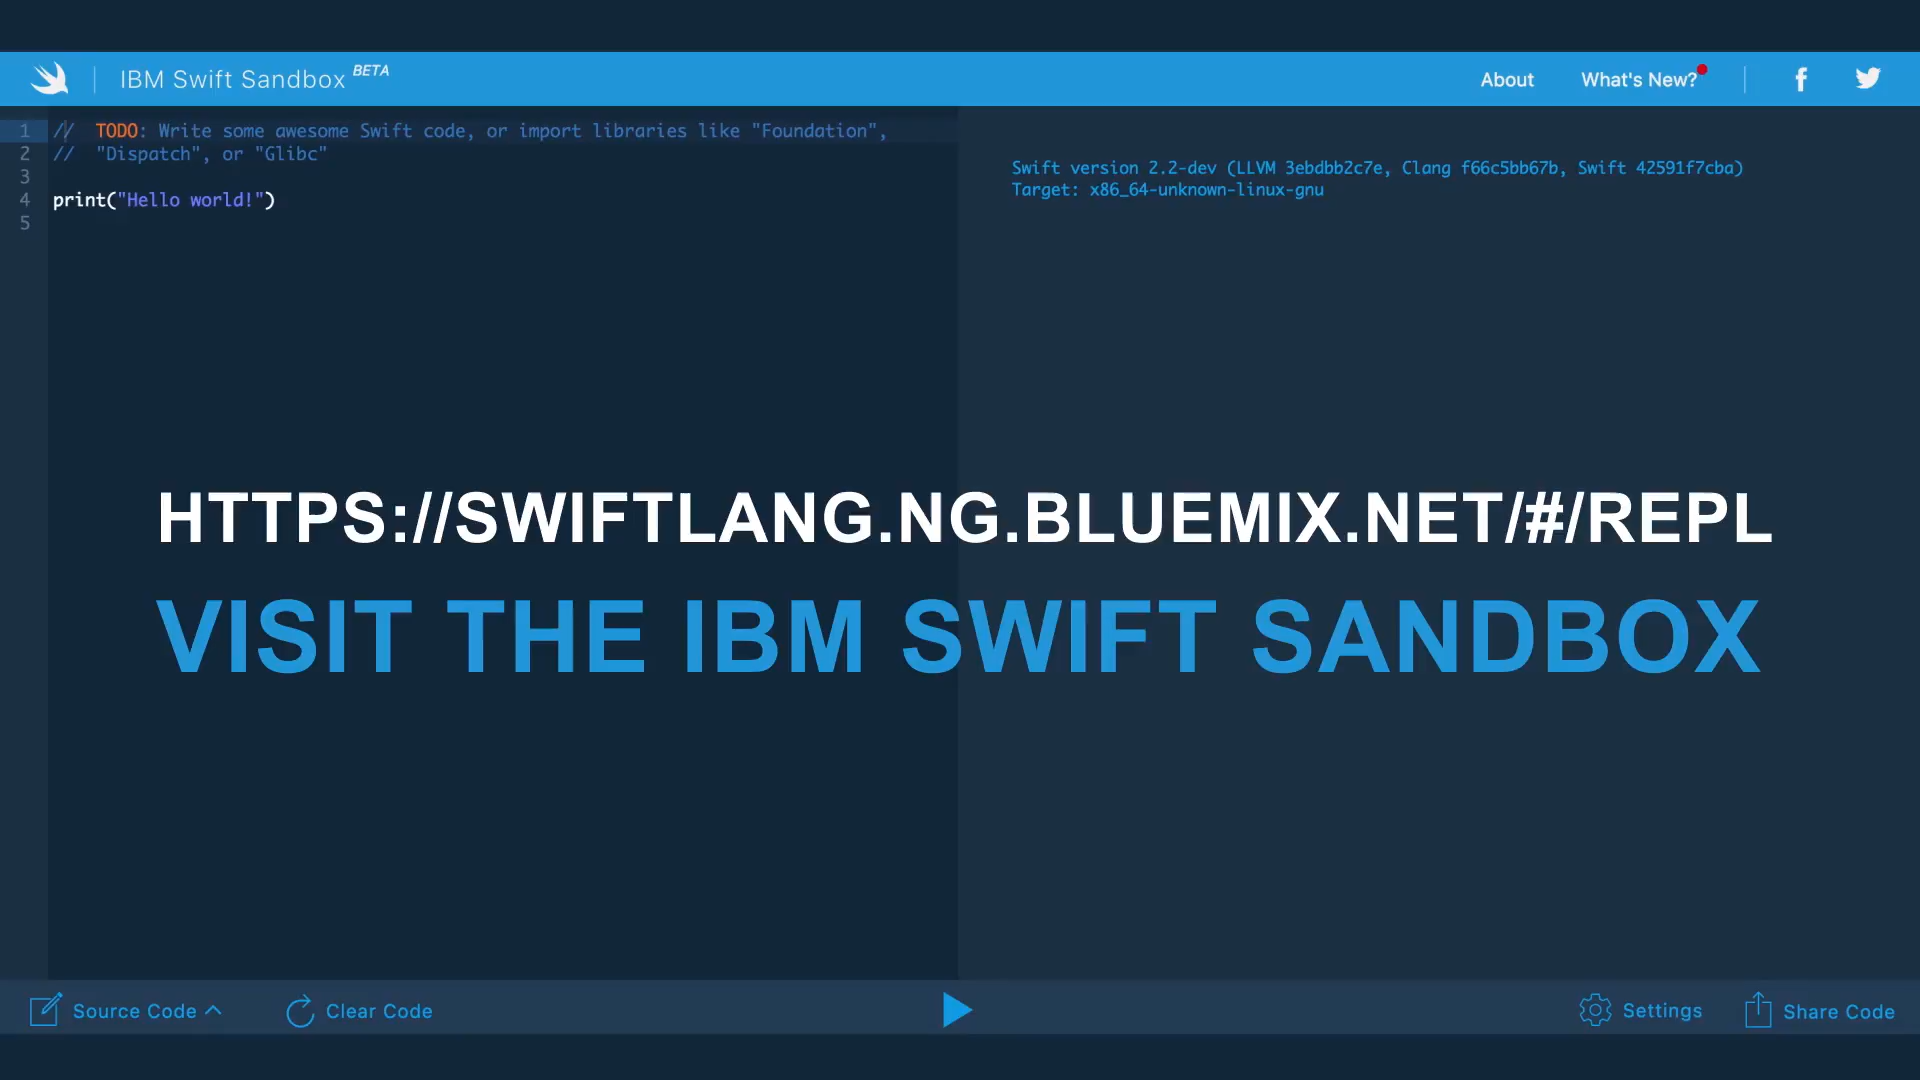 IBM Swift Sandbox BETA
About
What's New?
1 // TODO: Write some awesome Swift code, or import libraries like "Foundation",
2 // "Dispatch", or "Glibc"
3
4 print("Hello world!")
5
Swift version 2.2-dev (LLVM 3ebdbb2c7e, Clang f66c5bb67b, Swift 42591f7cba)
Target: x86_64-unknown-linux-gnu
HTTPS://SWIFTLANG.NG.BLUEMIX.NET/#/REPL
VISIT THE IBM SWIFT SANDBOX
Source Code
Clear Code
Settings
Share Code